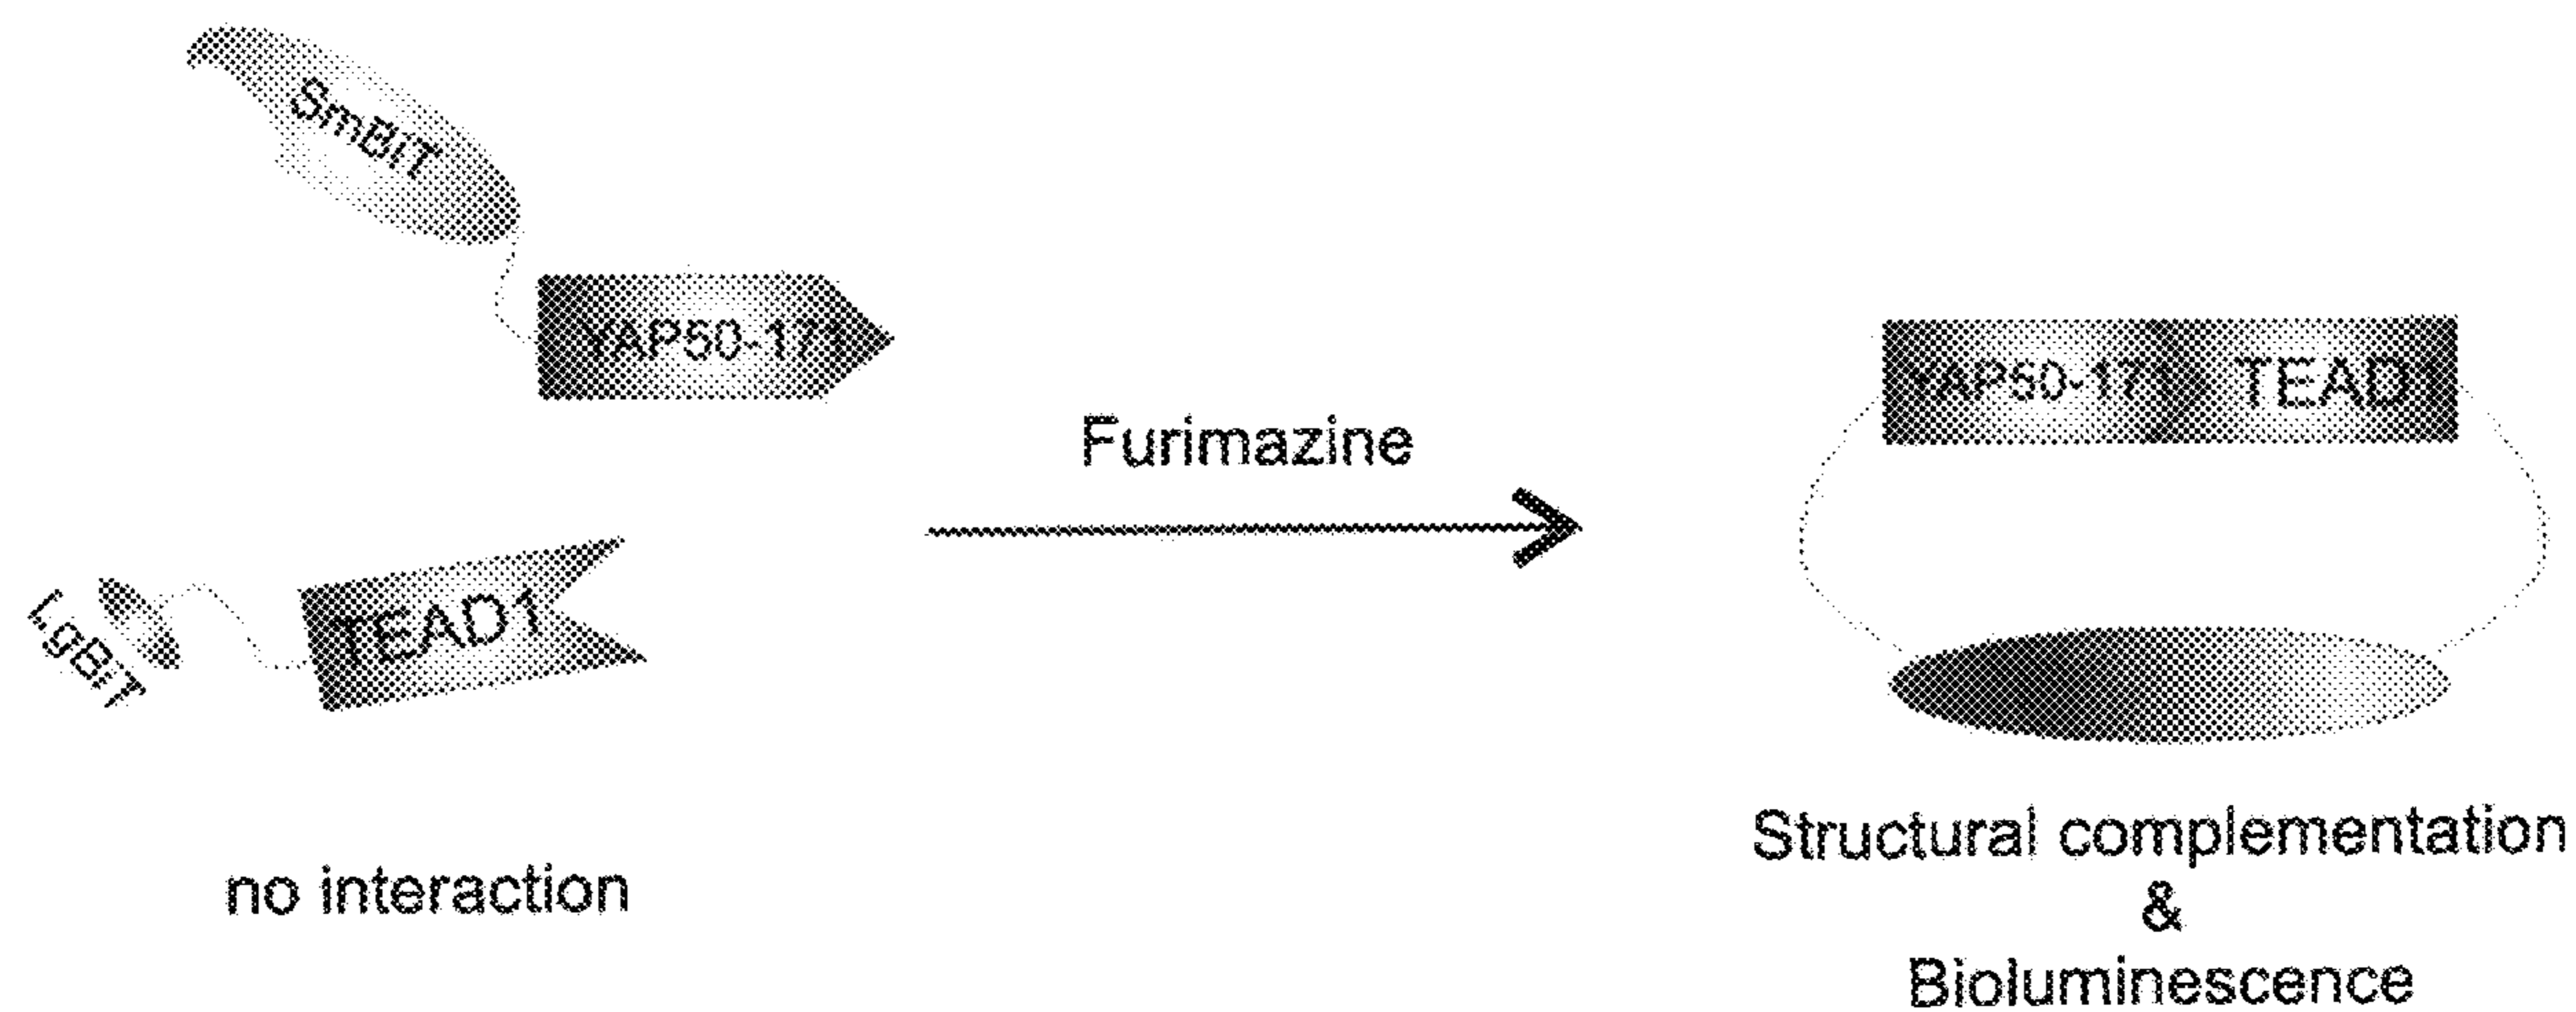 SmBiT
YAP50-171
LgBiT
TEAD1
no interaction
Furimazine
YAP50-171
TEAD1
Structural complementation
&
Bioluminescence